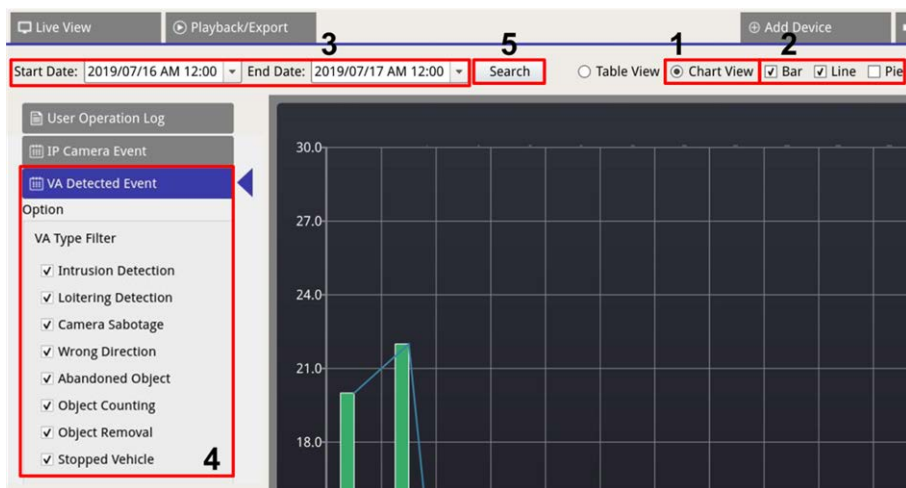 Live View Playback/Export Add Device
3 5 1 2
Start Date: 2019/07/16 AM 12:00 End Date: 2019/07/17 AM 12:00 Search Table View Chart View Bar Line Pie
User Operation Log
IP Camera Event
VA Detected Event
Option
VA Type Filter
Intrusion Detection
Loitering Detection
Camera Sabotage
Wrong Direction
Abandoned Object
Object Counting
Object Removal
Stopped Vehicle
4
30.0
27.0
24.0
21.0
18.0